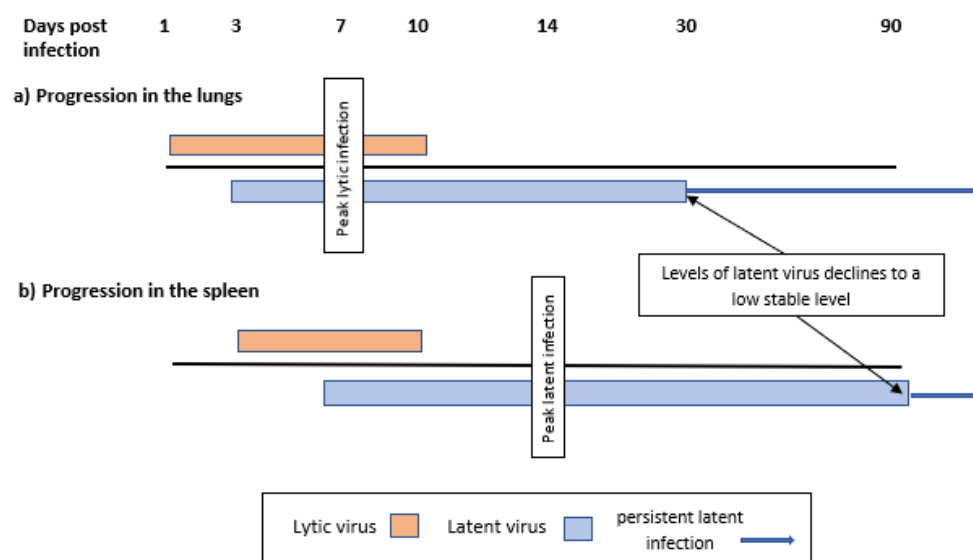 Days post infection 1 3 7 10 14 30 90
a) Progression in the lungs
Peak lytic infection
Levels of latent virus declines to a
low stable level
b) Progression in the spleen
Peak latent infection
Lytic virus
Latent virus
persistent latent
infection